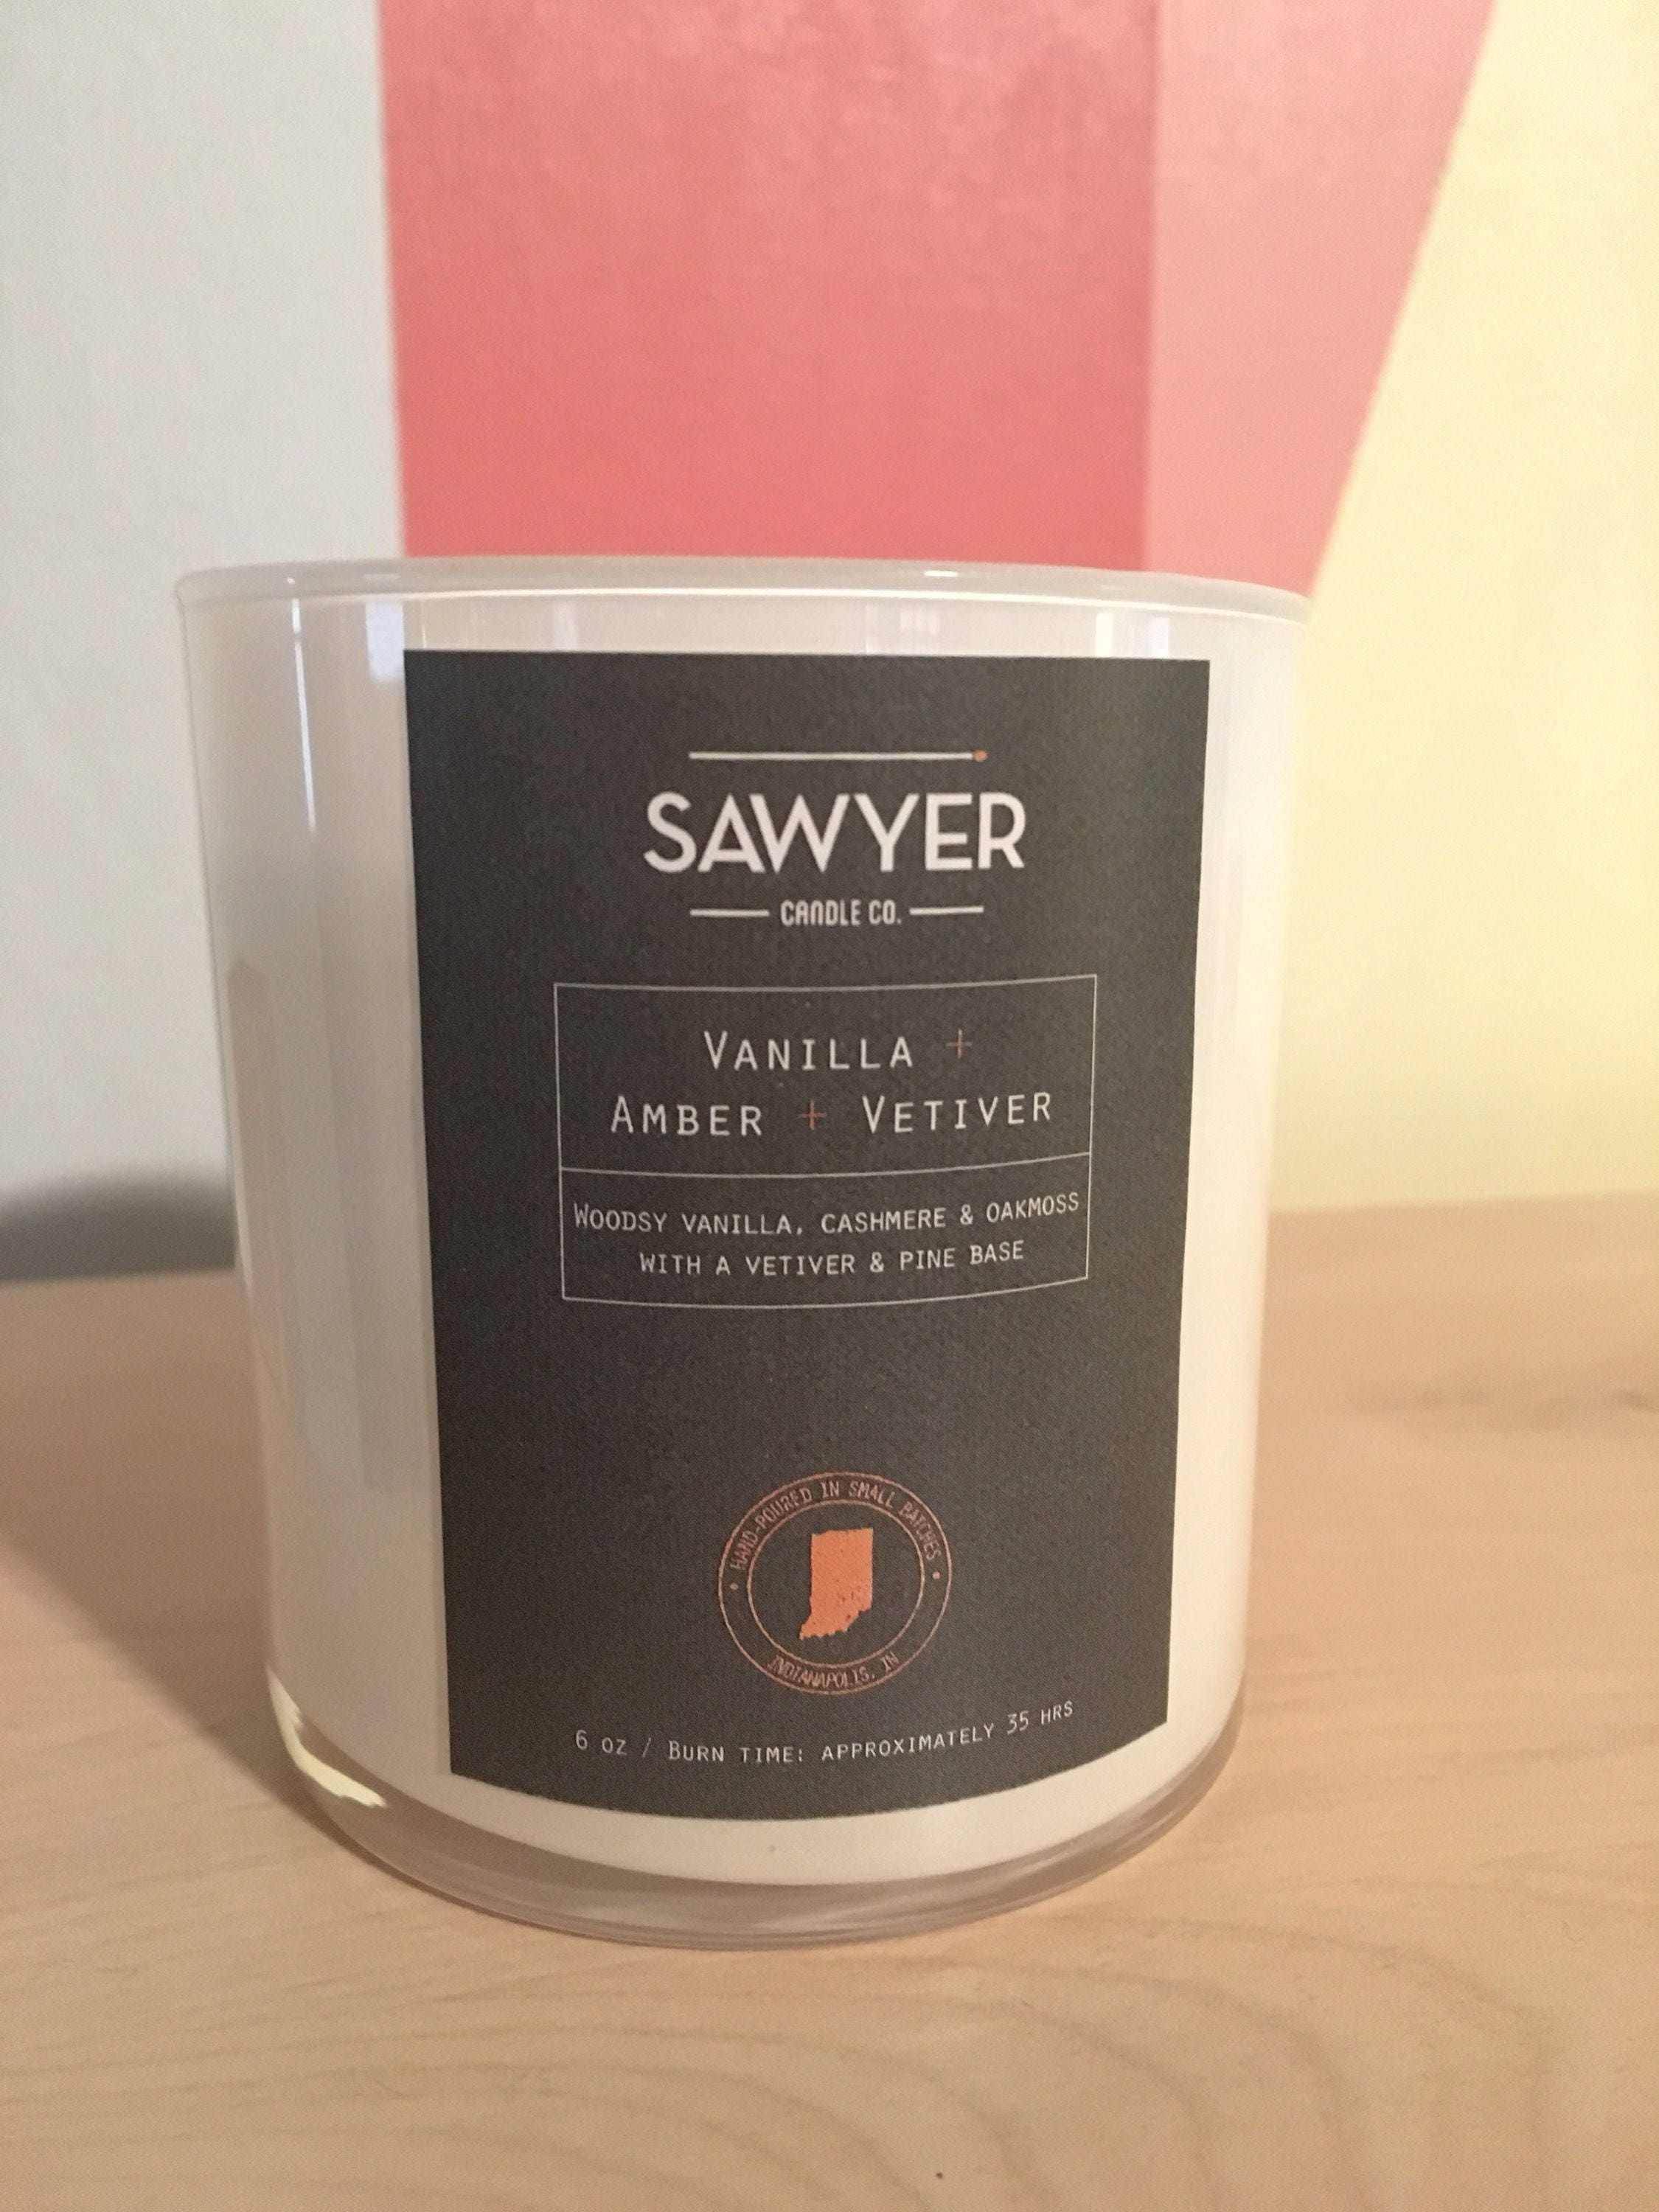 SAWYER
CANDLE CO.
VANILLA +
AMBER + VETIVER
WOODSY VANILLA, CASHMERE & OAKMOSS
WITH A VETIVER & PINE BASE
• HAND-POURED IN SMALL BATCHES •
INDIANAPOLIS, IN
6 OZ / BURN TIME: APPROXIMATELY 35 HRS